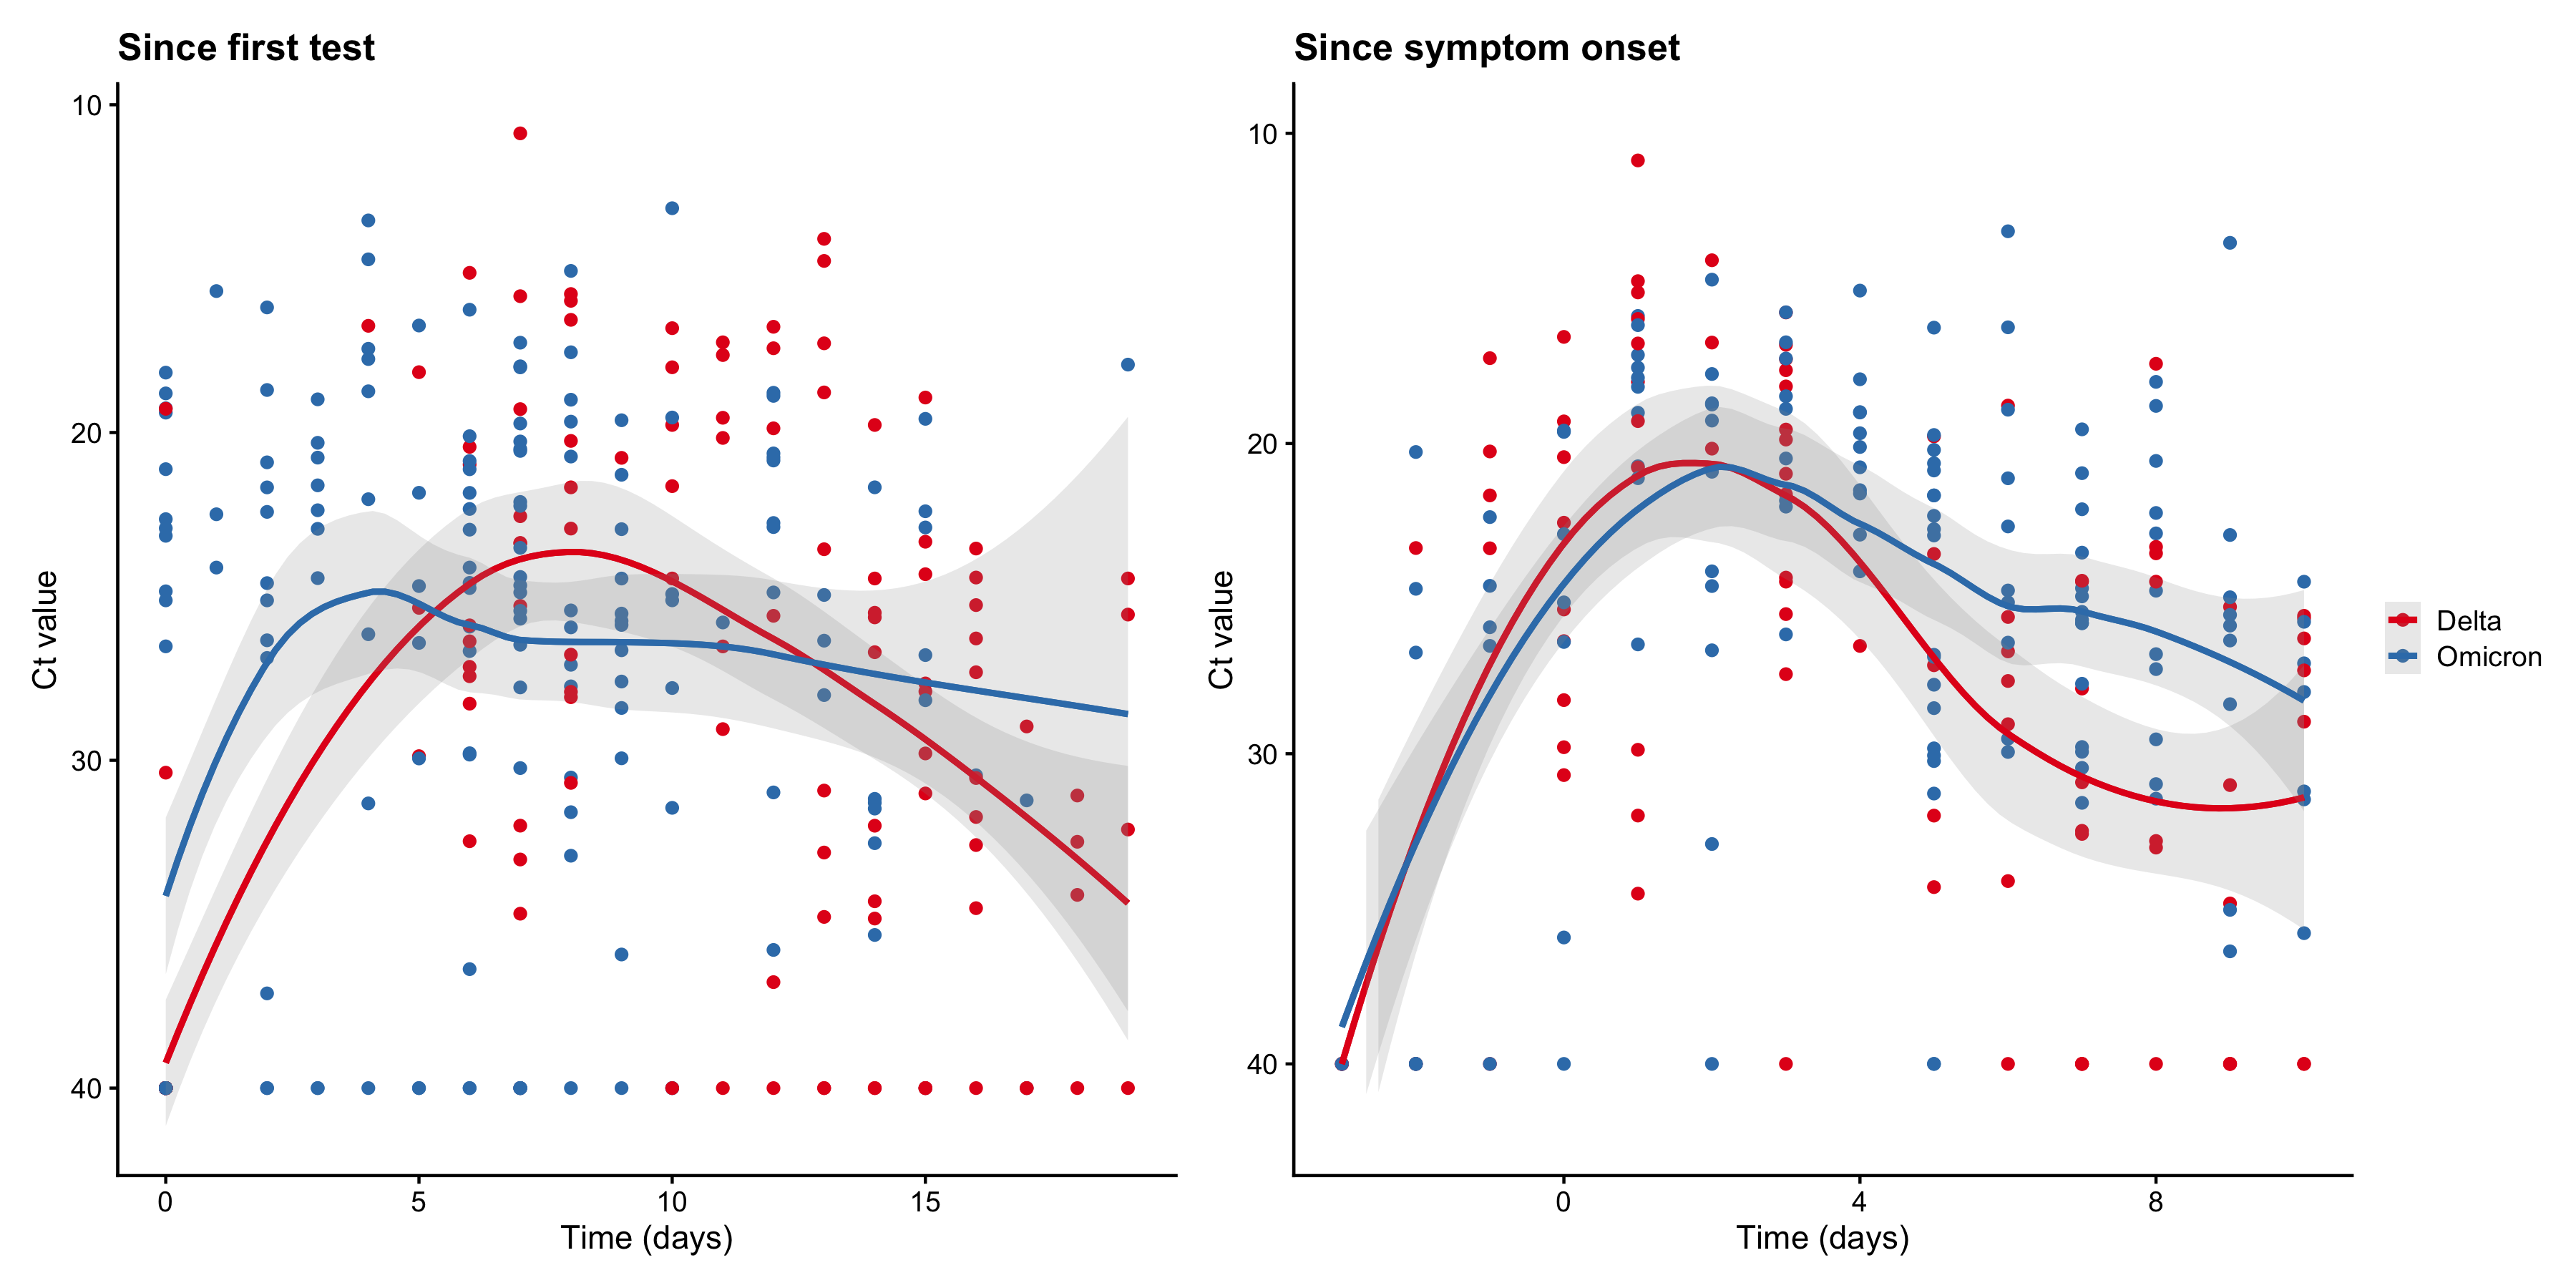 Since first test
10
20
30
40
Ct value
0 5 10 15
Time (days)
Since symptom onset
10
20
30
40
Ct value
0 4 8
Time (days)
Delta
Omicron